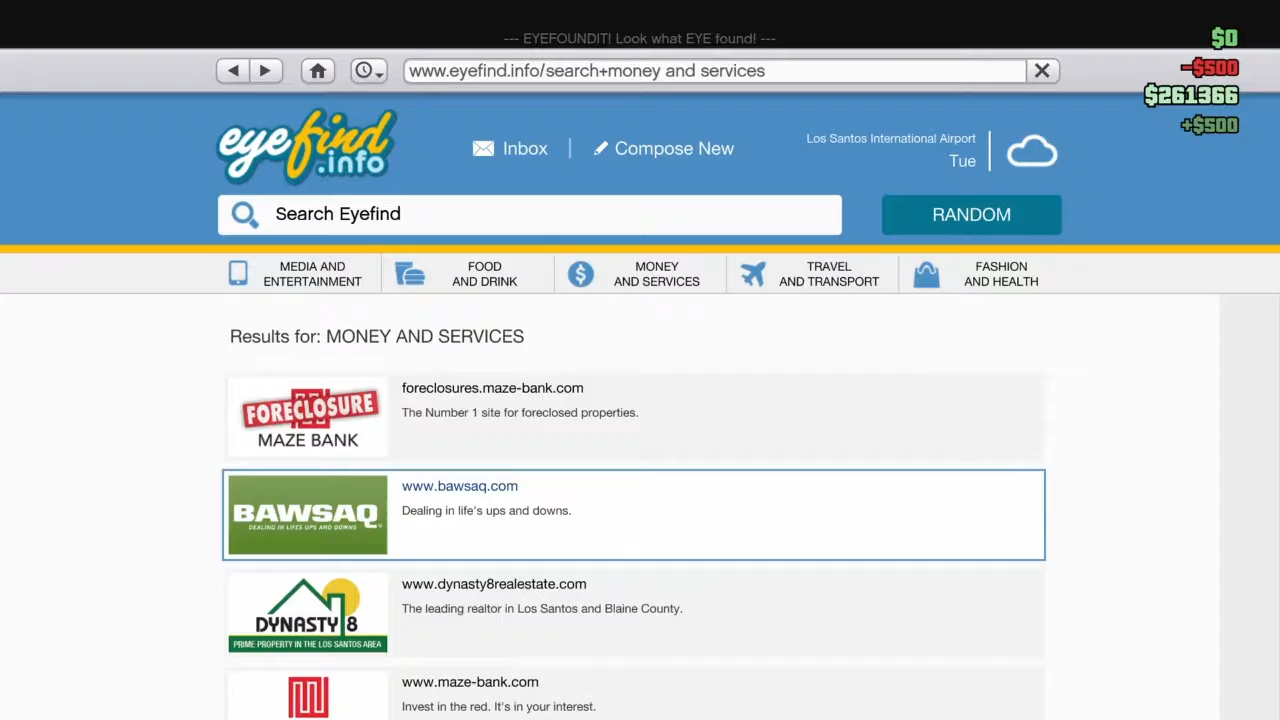 --- EYEFOUNDIT! Look what EYE found! ---
$0
-$500
$261366
+$500
www.eyefind.info/search+money and services
eyefind
.info
Inbox
Compose New
Los Santos International Airport
Tue
Search Eyefind
RANDOM
MEDIA AND
ENTERTAINMENT
FOOD
AND DRINK
MONEY
AND SERVICES
TRAVEL
AND TRANSPORT
FASHION
AND HEALTH
Results for: MONEY AND SERVICES
FORECLOSURE
MAZE BANK
foreclosures.maze-bank.com
The Number 1 site for foreclosed properties.
BAWSAQ
DEALING IN LIFES UPS AND DOWNS
www.bawsaq.com
Dealing in life's ups and downs.
DYNASTY 8
PRIME PROPERTY IN THE LOS SANTOS AREA
www.dynasty8realestate.com
The leading realtor in Los Santos and Blaine County.
www.maze-bank.com
Invest in the red. It's in your interest.